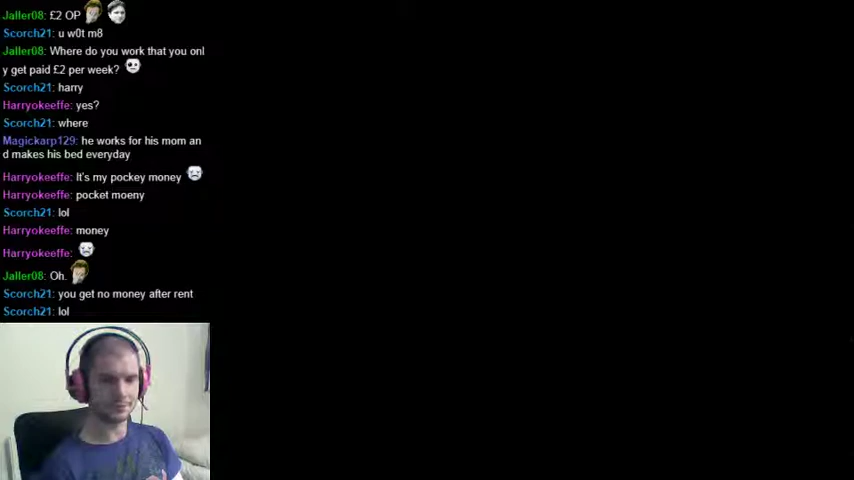 Jaller08: £2 OP
Scorch21: u w0t m8
Jaller08: Where do you work that you onl
y get paid £2 per week?
Scorch21: harry
Harryokeeffe: yes?
Scorch21: where
Magickarp129: he works for his mom an
d makes his bed everyday
Harryokeeffe: It's my pockey money
Harryokeeffe: pocket moeny
Scorch21: lol
Harryokeeffe: money
Harryokeeffe:
Jaller08: Oh.
Scorch21: you get no money after rent
Scorch21: lol